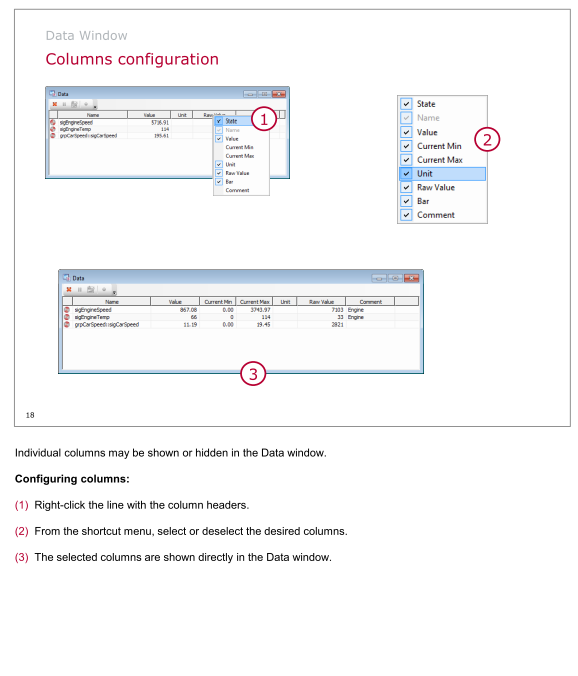 Data Window
Columns configuration
Data
Name Value Unit Raw Value
sigEngineSpeed 5716.91
sigEngineTemp 114
grpCarSpeed::sigCarSpeed 195.61
State
Name
Value
Current Min
Current Max
Unit
Raw Value
Bar
Comment
1
State
Name
Value
Current Min
Current Max
Unit
Raw Value
Bar
Comment
2
Data
Name Value Current Min Current Max Unit Raw Value Comment
sigEngineSpeed 867.08 0.00 3743.97 7103 Engine
sigEngineTemp 66 0 114 33 Engine
grpCarSpeed::sigCarSpeed 11.19 0.00 19.45 2821
3
18
Individual columns may be shown or hidden in the Data window.
Configuring columns:
(1) Right-click the line with the column headers.
(2) From the shortcut menu, select or deselect the desired columns.
(3) The selected columns are shown directly in the Data window.